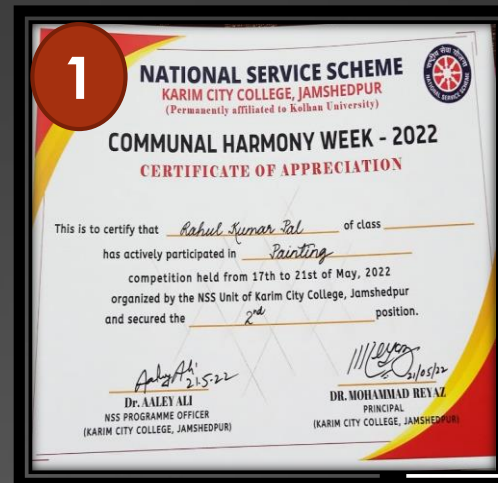 1
NATIONAL SERVICE SCHEME
KARIM CITY COLLEGE, JAMSHEDPUR
(Permanently affiliated to Kolhan University)
COMMUNAL HARMONY WEEK - 2022
CERTIFICATE OF APPRECIATION
This is to certify that Rahul Kumar Pal of class
has actively participated in Painting
competition held from 17th to 21st of May, 2022
organized by the NSS Unit of Karim City College, Jamshedpur
and secured the 2nd position.
Aaley Ali
21.5.22
21/05/22
Dr. AALEY ALI
NSS PROGRAMME OFFICER
(KARIM CITY COLLEGE, JAMSHEDPUR)
DR. MOHAMMAD REYAZ
PRINCIPAL
(KARIM CITY COLLEGE, JAMSHEDPUR)